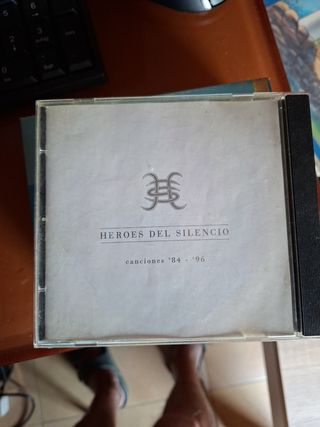 HEROES DEL SILENCIO
canciones '84 - '96